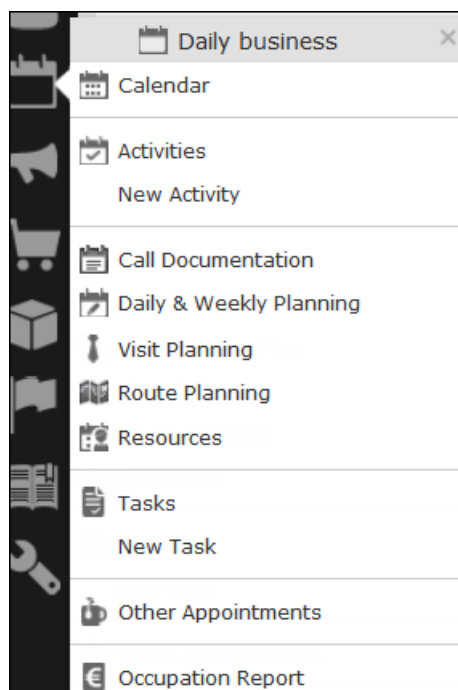 Daily business
Calendar
Activities
New Activity
Call Documentation
Daily & Weekly Planning
Visit Planning
Route Planning
Resources
Tasks
New Task
Other Appointments
Occupation Report